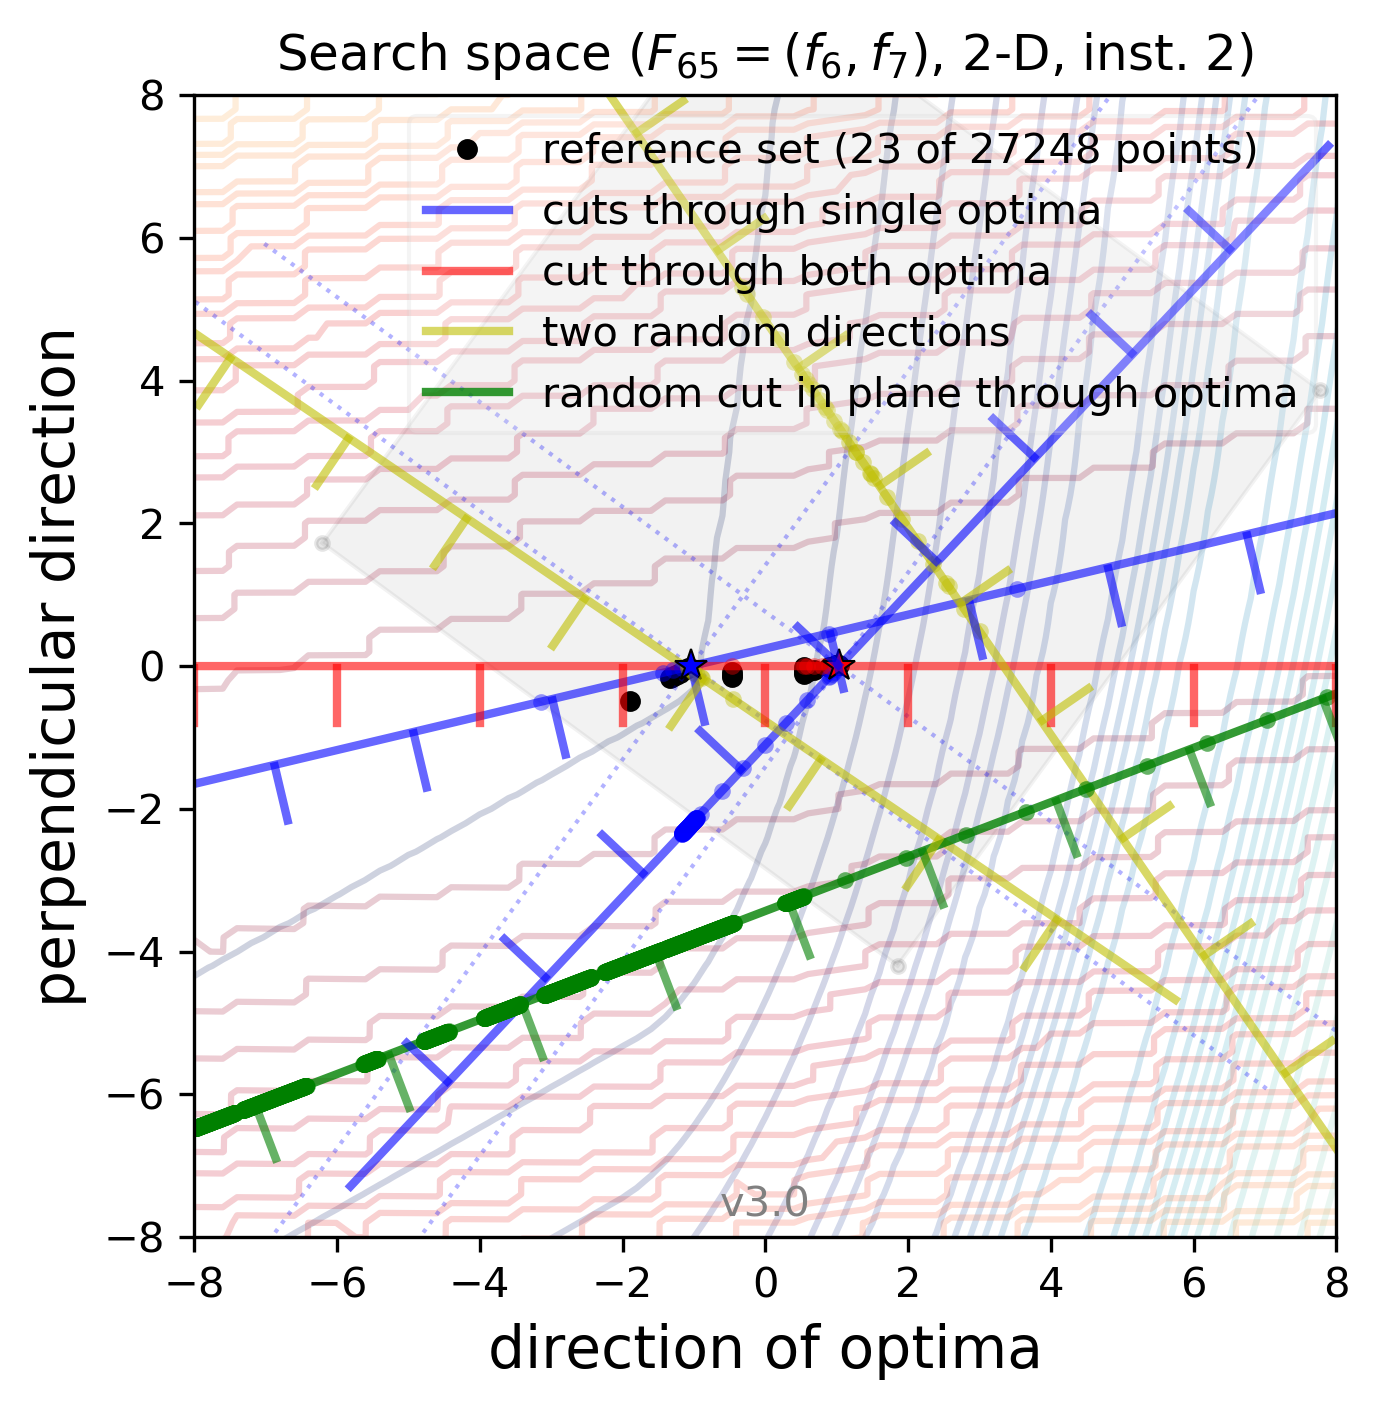 Search space (F₆₅ = (f₆, f₇), 2-D, inst. 2)
reference set (23 of 27248 points)
cuts through single optima
cut through both optima
two random directions
random cut in plane through optima
8
6
4
2
0
−2
−4
−6
−8
perpendicular direction
v3.0
−8 −6 −4 −2 0 2 4 6 8
direction of optima